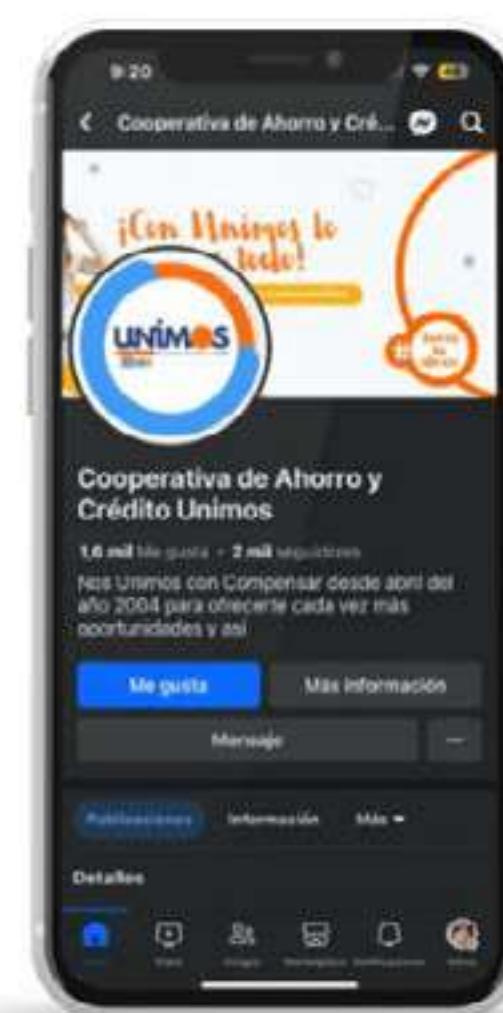 9:20
Cooperativa de Ahorro y Cré...
¡Con Unimos lo
todo!
UNIMOS
Cooperativa de Ahorro y
Crédito Unimos
1,6 mil Me gusta • 2 mil seguidores
Nos Unimos con Compensar desde abril del
año 2004 para ofrecerte cada vez más
oportunidades y así
Me gusta
Más información
Mensaje
Publicaciones
Información
Más
Detalles